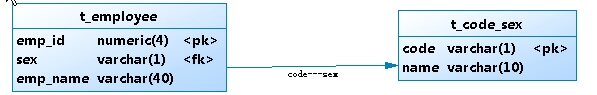 t_employee
emp_id numeric(4) <pk>
sex varchar(1) <fk>
emp_name varchar(40)
code---sex
t_code_sex
code varchar(1) <pk>
name varchar(10)